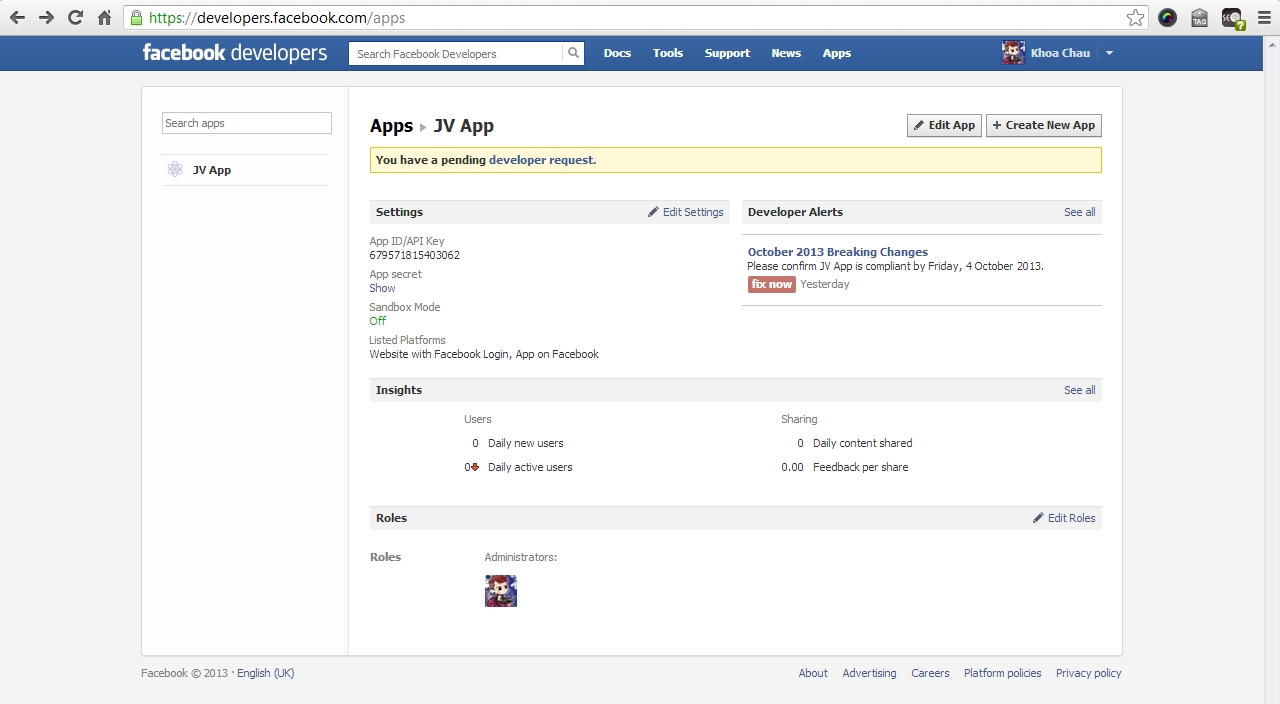 https://developers.facebook.com/apps
TAG
SEO
?
facebook developers
Search Facebook Developers
Docs
Tools
Support
News
Apps
Khoa Chau
Search apps
JV App
Apps ▸ JV App
Edit App
+ Create New App
You have a pending developer request.
Settings
Edit Settings
App ID/API Key
679571815403062
App secret
Show
Sandbox Mode
Off
Listed Platforms
Website with Facebook Login, App on Facebook
Developer Alerts
See all
October 2013 Breaking Changes
Please confirm JV App is compliant by Friday, 4 October 2013.
fix now Yesterday
Insights
See all
Users
0 Daily new users
0 Daily active users
Sharing
0 Daily content shared
0.00 Feedback per share
Roles
Edit Roles
Roles
Administrators:
Facebook © 2013 · English (UK)
About
Advertising
Careers
Platform policies
Privacy policy